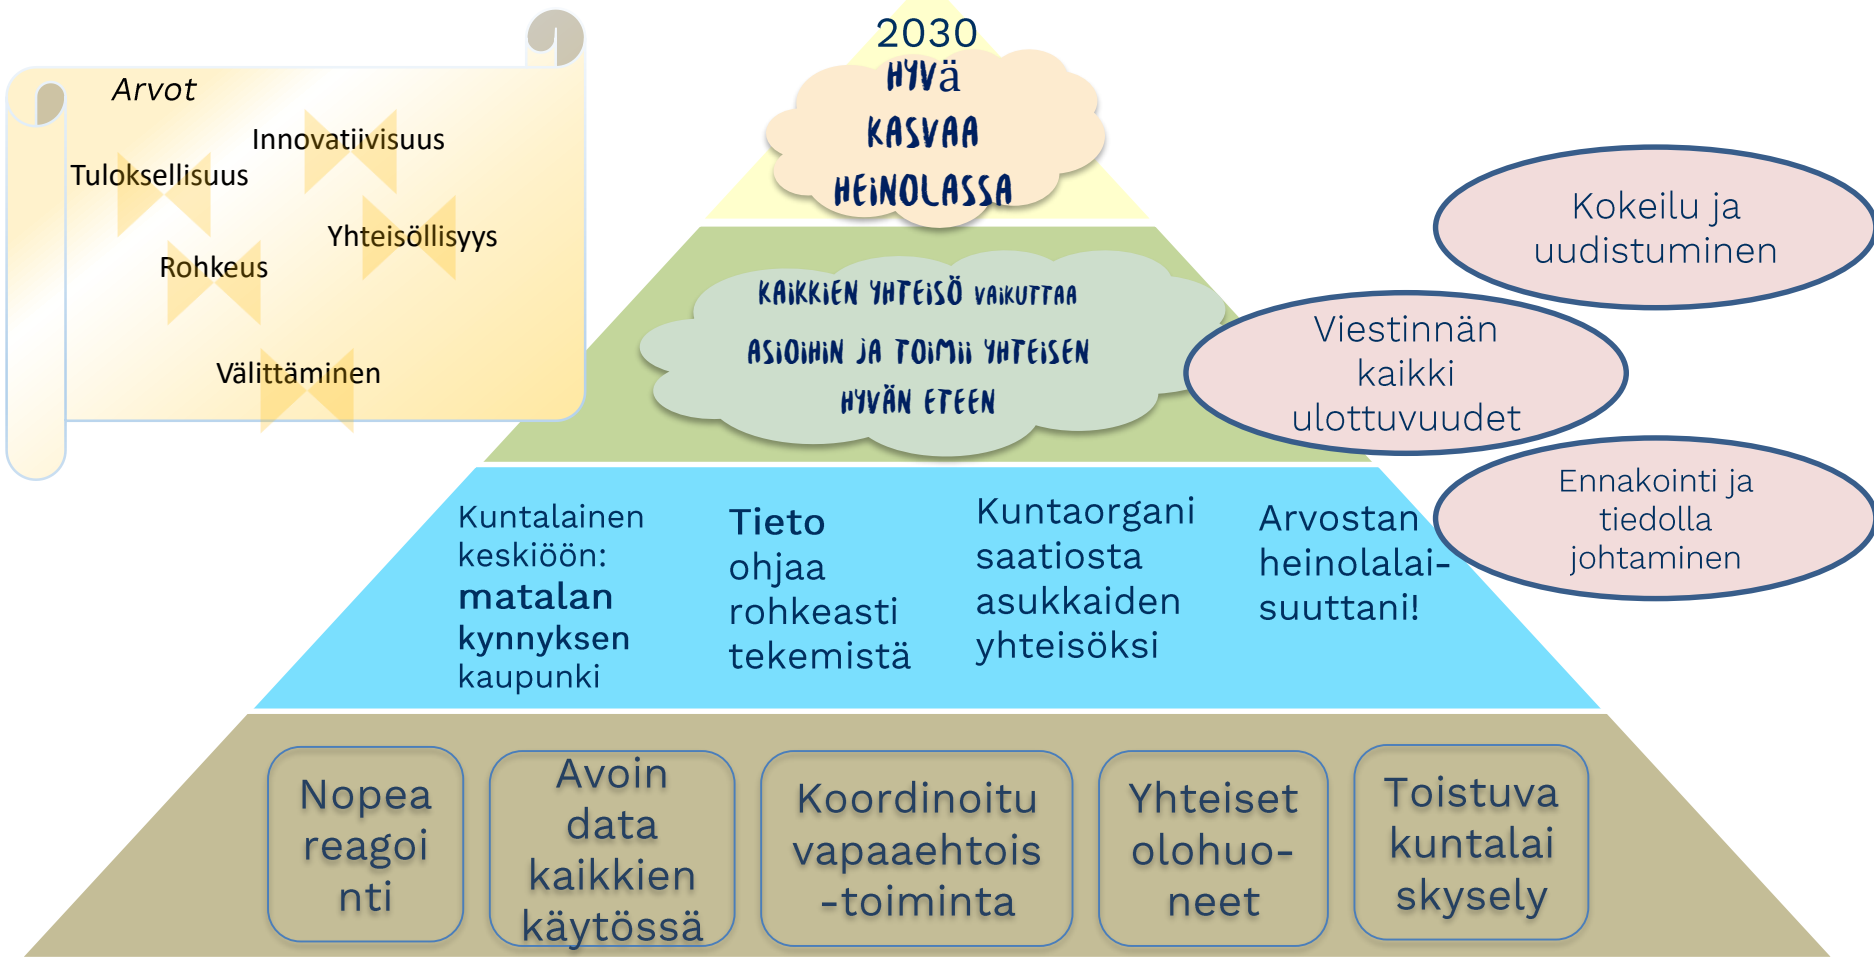 Arvot
Innovatiivisuus
Tuloksellisuus
Yhteisöllisyys
Rohkeus
Välittäminen
2030
HYVä
KASVAA
HEINOLASSA
KAIKKIEN YHTEISÖ VAIKUTTAA
ASIOIHIN JA TOIMII YHTEISEN
HYVÄN ETEEN
Kokeilu ja
uudistuminen
Viestinnän
kaikki
ulottuvuudet
Ennakointi ja
tiedolla
johtaminen
Kuntalainen
keskiöön:
matalan
kynnyksen
kaupunki
Tieto
ohjaa
rohkeasti
tekemistä
Kuntaorgani
saatiosta
asukkaiden
yhteisöksi
Arvostan
heinolalai-
suuttani!
Nopea
reagoi
nti
Avoin
data
kaikkien
käytössä
Koordinoitu
vapaaehtois
-toiminta
Yhteiset
olohuo-
neet
Toistuva
kuntalai
skysely